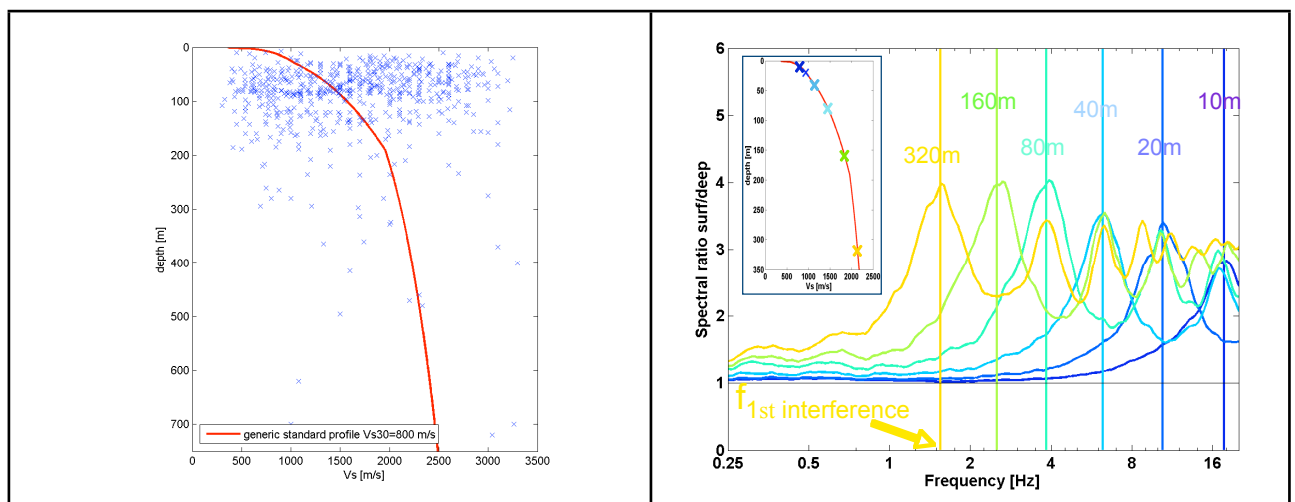 0
100
200
300
400
500
600
700
depth [m]
generic standard profile Vs30=800 m/s
0 500 1000 1500 2000 2500 3000 3500
Vs [m/s]
6
5
4
3
2
1
0
Spectral ratio surf/deep
0
50
100
150
200
250
300
350
depth [m]
0 500 1000 1500 2000 2500
Vs [m/s]
320m
160m
80m
40m
20m
10m
f1st interference
0.25 0.5 1 2 4 8 16
Frequency [Hz]